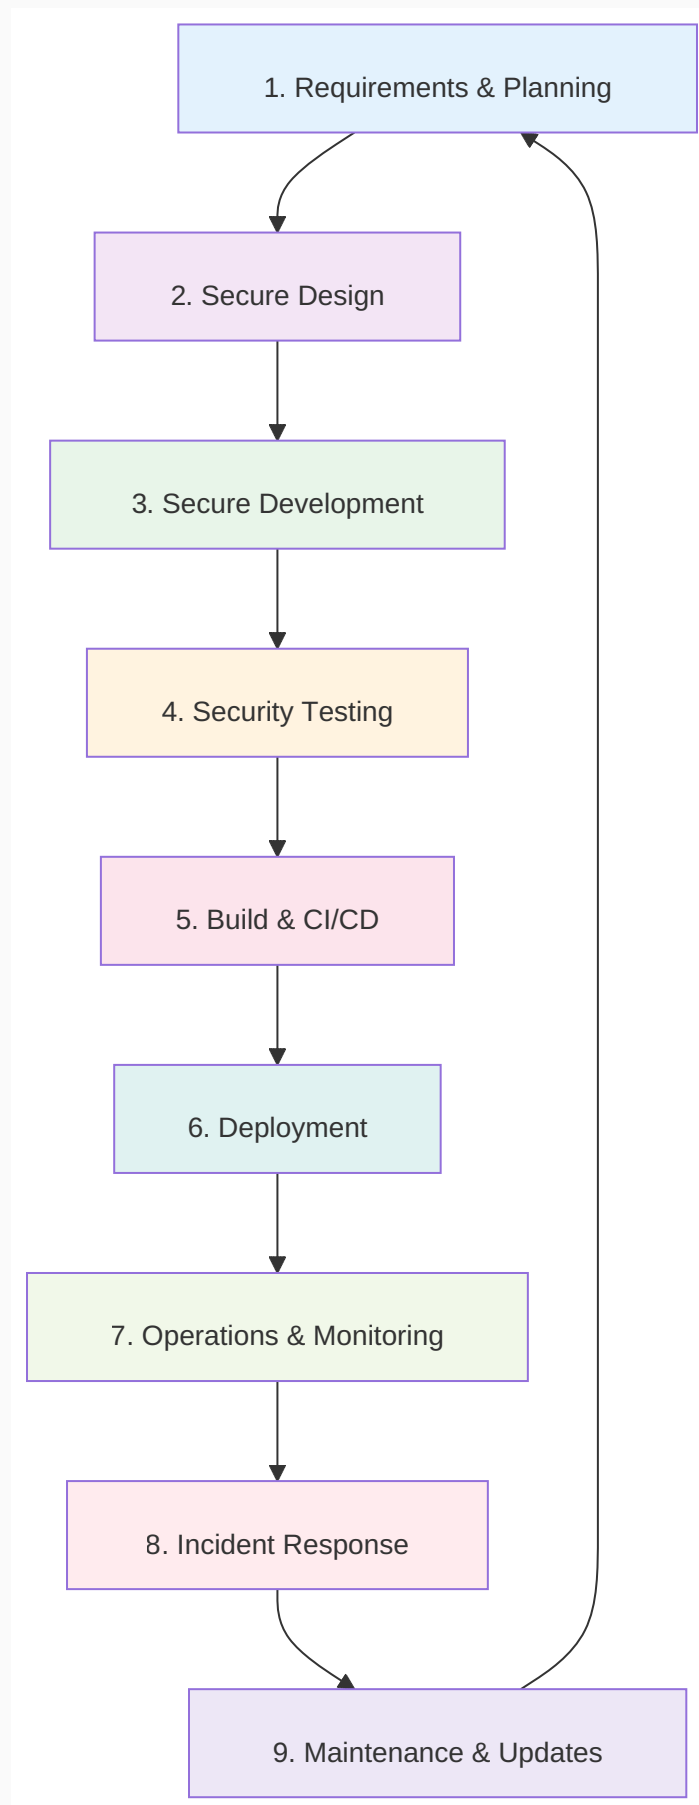 1. Requirements & Planning
2. Secure Design
3. Secure Development
4. Security Testing
5. Build & CI/CD
6. Deployment
7. Operations & Monitoring
8. Incident Response
9. Maintenance & Updates